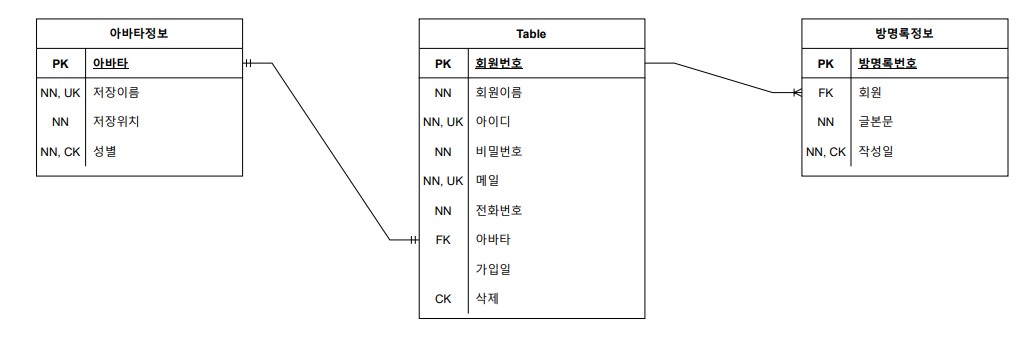 아바타정보
PK 아바타
NN, UK 저장이름
NN 저장위치
NN, CK 성별
Table
PK 회원번호
NN 회원이름
NN, UK 아이디
NN 비밀번호
NN, UK 메일
NN 전화번호
FK 아바타
가입일
CK 삭제
방명록정보
PK 방명록번호
FK 회원
NN 글본문
NN, CK 작성일